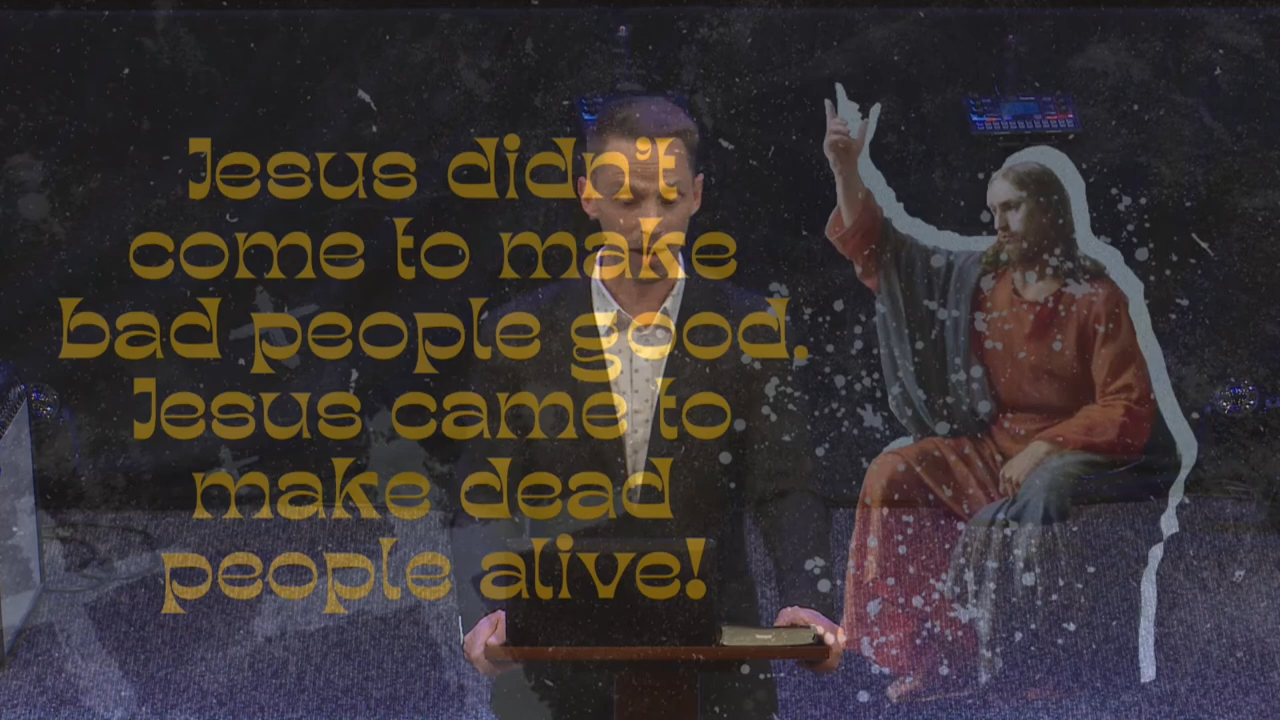 Jesus didn't
come to make
bad people good.
Jesus came to
make dead
people alive!